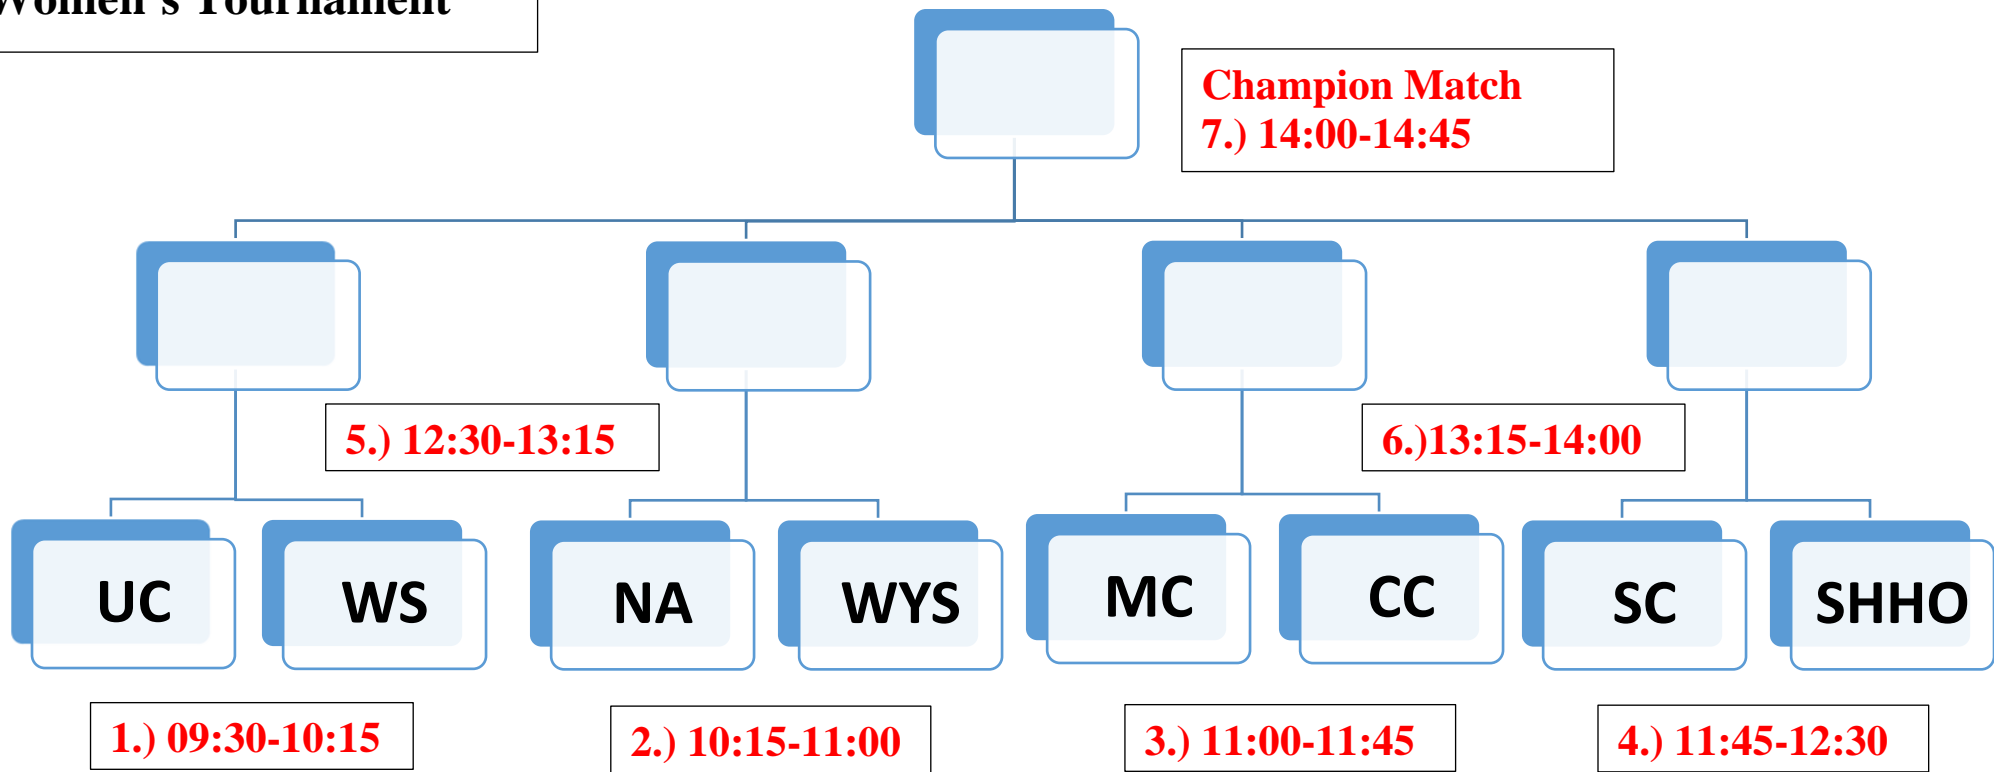 Women's Tournament
Champion Match
7.) 14:00-14:45
5.) 12:30-13:15
6.)13:15-14:00
UC
WS
NA
WYS
MC
CC
SC
SHHO
1.) 09:30-10:15
2.) 10:15-11:00
3.) 11:00-11:45
4.) 11:45-12:30